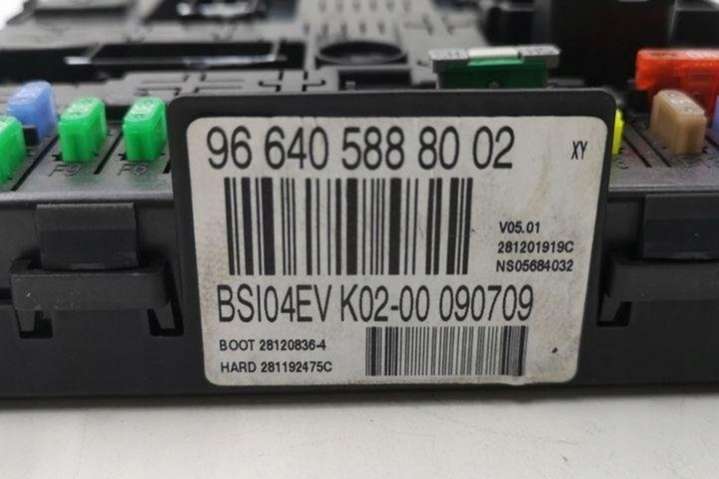 96 640 588 80 02
XY
V05.01
281201919C
NS05684032
BSI04EV K02-00 090709
BOOT 28120836-4
HARD 281192475C
F9